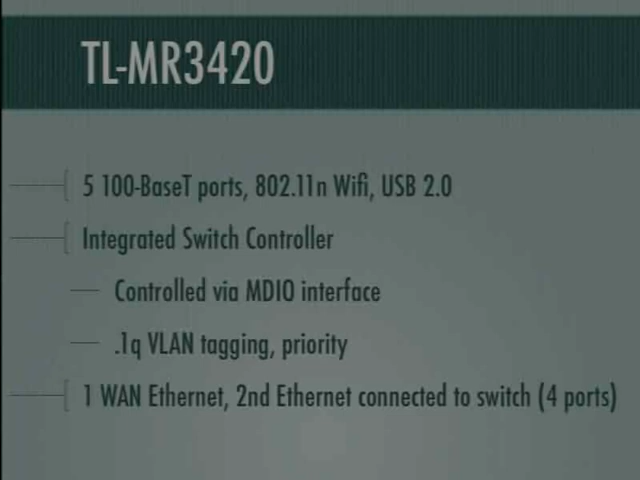 TL-MR3420
5 100-BaseT ports, 802.11n Wifi, USB 2.0
Integrated Switch Controller
Controlled via MDIO interface
.1q VLAN tagging, priority
1 WAN Ethernet, 2nd Ethernet connected to switch (4 ports)